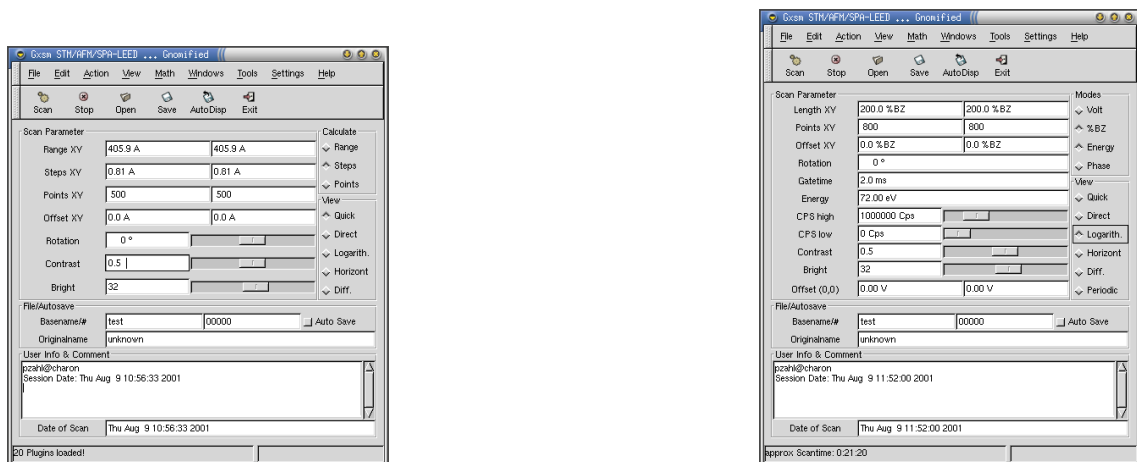 Gxsm STM/AFM/SPA-LEED ... Gnomified
File Edit Action View Math Windows Tools Settings Help
Scan Stop Open Save AutoDisp Exit
Scan Parameter
Range XY 405.9 A 405.9 A
Steps XY 0.81 A 0.81 A
Points XY 500 500
Offset XY 0.0 A 0.0 A
Rotation 0 °
Contrast 0.5
Bright 32
Calculate
Range
Steps
Points
View
Quick
Direct
Logarith.
Horizont
Diff.
File/Autosave
Basename/# test 00000 Auto Save
Originalname unknown
User Info & Comment
pzahl@charon
Session Date: Thu Aug 9 10:56:33 2001
Date of Scan Thu Aug 9 10:56:33 2001
20 Plugins loaded!
Gxsm STM/AFM/SPA-LEED ... Gnomified
File Edit Action View Math Windows Tools Settings Help
Scan Stop Open Save AutoDisp Exit
Scan Parameter
Length XY 200.0 %BZ 200.0 %BZ
Points XY 800 800
Offset XY 0.0 %BZ 0.0 %BZ
Rotation 0 °
Gatetime 2.0 ms
Energy 72.00 eV
CPS high 1000000 Cps
CPS low 0 Cps
Contrast 0.5
Bright 32
Offset (0,0) 0.00 V 0.00 V
Modes
Volt
%BZ
Energy
Phase
View
Quick
Direct
Logarith.
Horizont
Diff.
Periodic
File/Autosave
Basename/# test 00000 Auto Save
Originalname unknown
User Info & Comment
pzahl@charon
Session Date: Thu Aug 9 11:52:00 2001
Date of Scan Thu Aug 9 11:52:00 2001
approx Scantime: 0:21:20